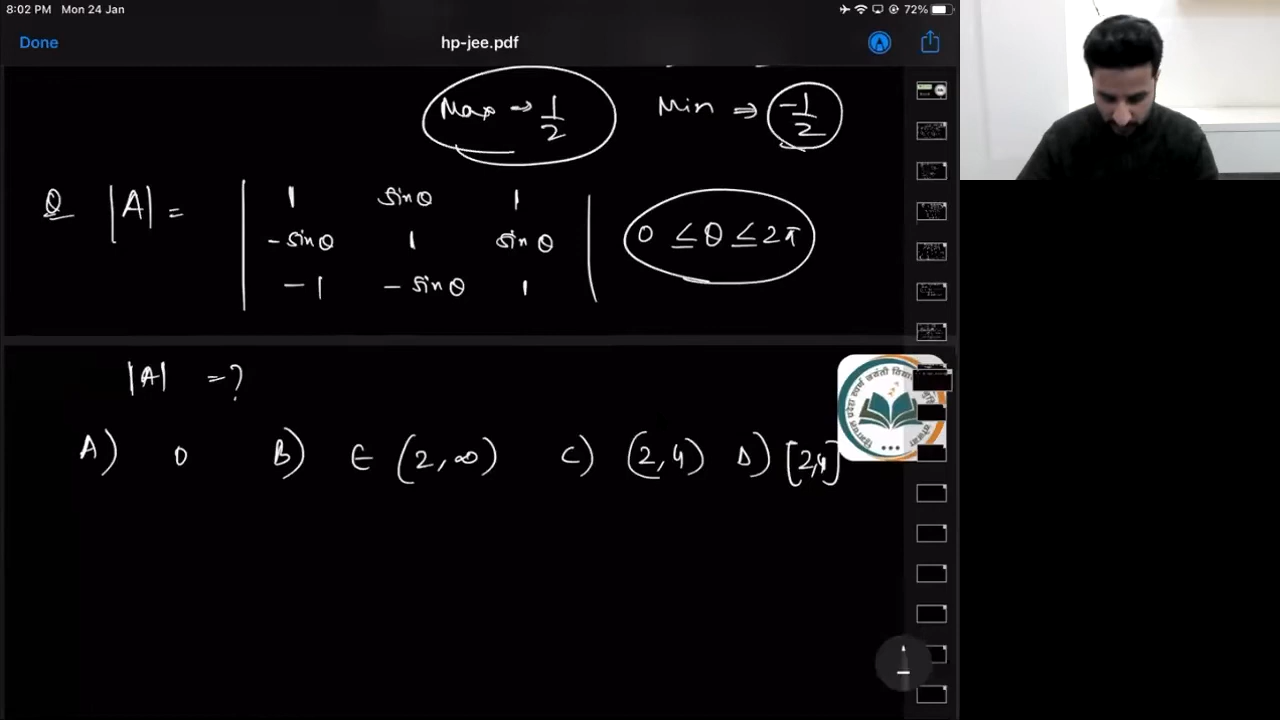 8:02 PM Mon 24 Jan
72%
Done
hp-jee.pdf
Max ⇒ 1/2 Min ⇒ -1/2
Q |A| = | 1 sinθ 1 | 0 ≤ θ ≤ 2π
| -sinθ 1 sinθ |
| -1 -sinθ 1 |
|A| = ?
A) 0 B) ∈ (2, ∞) C) (2, 4) D) [2,4]